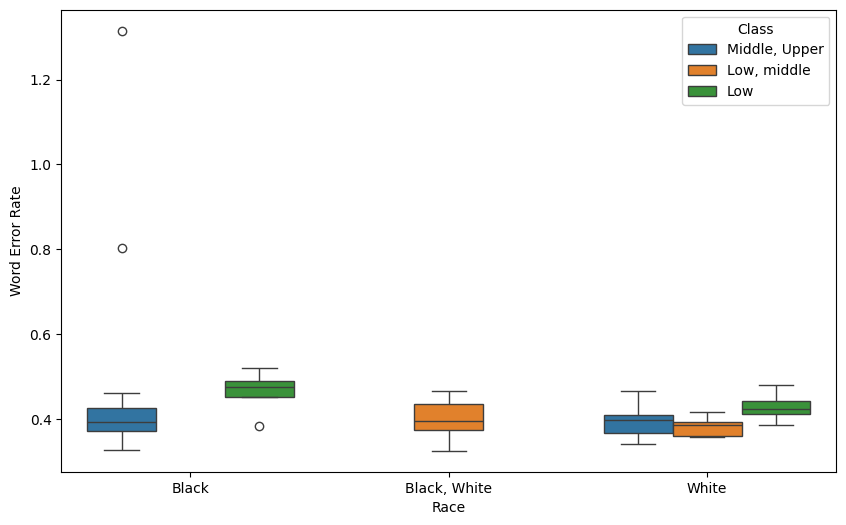 Class
Middle, Upper
Low, middle
Low
1.2
1.0
0.8
0.6
0.4
Word Error Rate
Black
Black, White
White
Race